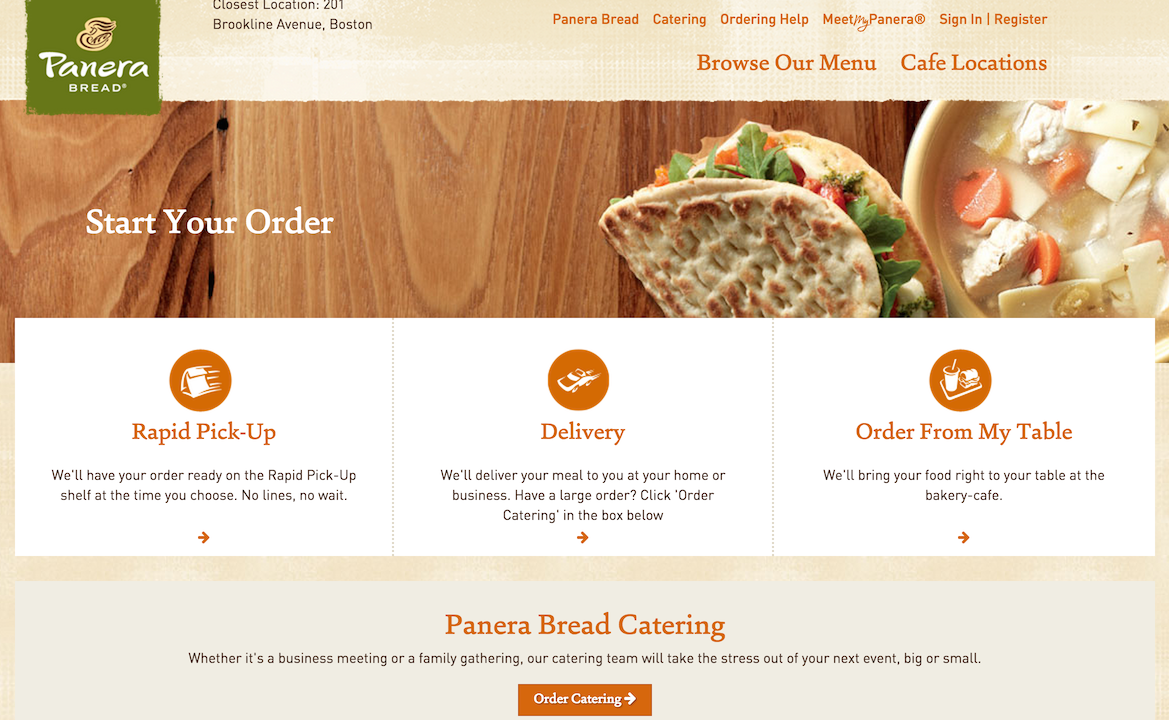 Closest Location: 201
Brookline Avenue, Boston
Panera Bread Catering Ordering Help MeetMyPanera® Sign In | Register
Panera
BREAD®
Browse Our Menu Cafe Locations
Start Your Order
Rapid Pick-Up
We'll have your order ready on the Rapid Pick-Up
shelf at the time you choose. No lines, no wait.
Delivery
We'll deliver your meal to you at your home or
business. Have a large order? Click 'Order
Catering' in the box below
Order From My Table
We'll bring your food right to your table at the
bakery-cafe.
Panera Bread Catering
Whether it's a business meeting or a family gathering, our catering team will take the stress out of your next event, big or small.
Order Catering